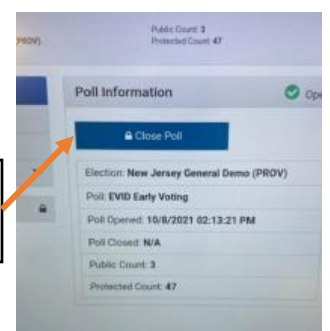 Public Count: 3
(PROV)
Protected Count: 47
Poll Information
Ope
Close Poll
Election: New Jersey General Demo (PROV)
Poll: EVID Early Voting
Poll Opened: 10/8/2021 02:13:21 PM
Poll Closed: N/A
Public Count: 3
Protected Count: 47